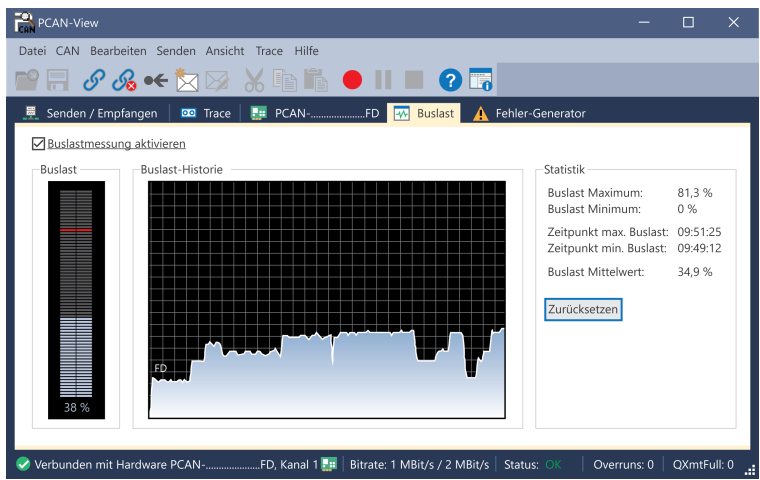 PCAN-View
Datei CAN Bearbeiten Senden Ansicht Trace Hilfe
Senden / Empfangen Trace PCAN-.....................FD Buslast Fehler-Generator
Buslastmessung aktivieren
Buslast
38 %
Buslast-Historie
FD
Statistik
Buslast Maximum: 81,3 %
Buslast Minimum: 0 %
Zeitpunkt max. Buslast: 09:51:25
Zeitpunkt min. Buslast: 09:49:12
Buslast Mittelwert: 34,9 %
Zurücksetzen
Verbunden mit Hardware PCAN-.....................FD, Kanal 1 Bitrate: 1 MBit/s / 2 MBit/s Status: OK Overruns: 0 QXmtFull: 0